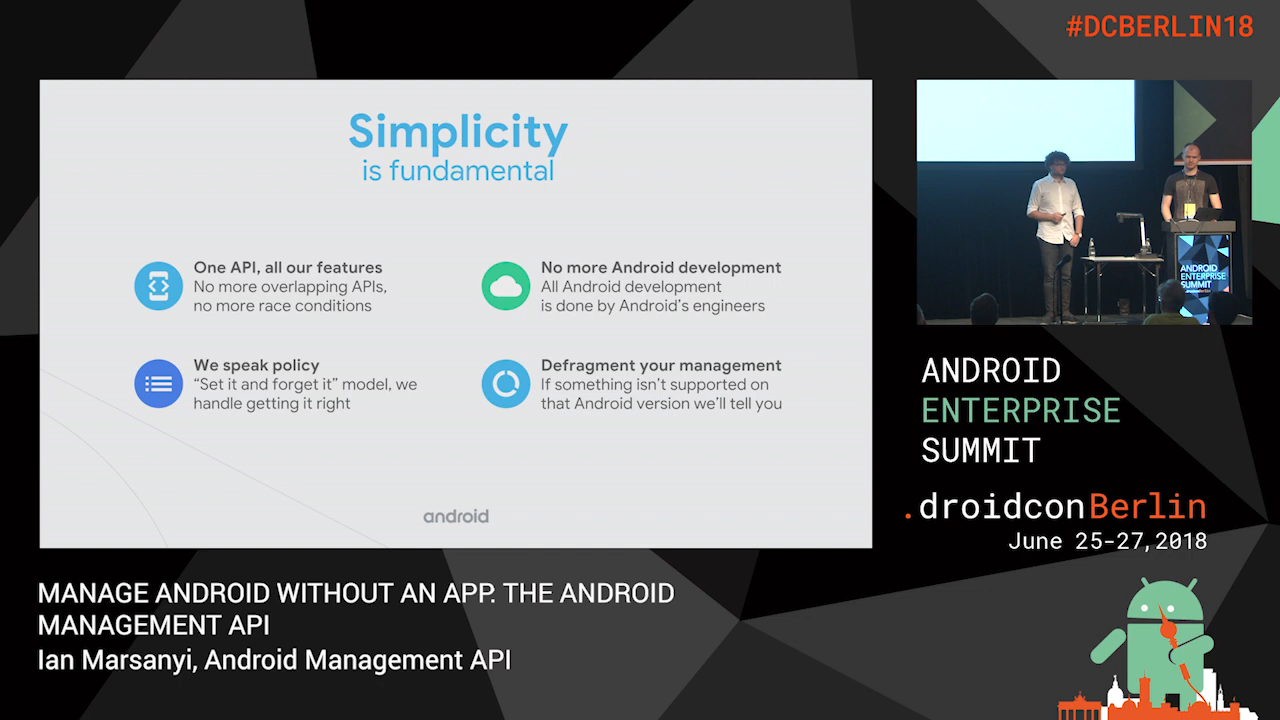 #DCBERLIN18
Simplicity
is fundamental
One API, all our features
No more overlapping APIs,
no more race conditions
No more Android development
All Android development
is done by Android's engineers
We speak policy
“Set it and forget it” model, we
handle getting it right
Defragment your management
If something isn't supported on
that Android version we'll tell you
android
ANDROID
ENTERPRISE
SUMMIT
ANDROID
ENTERPRISE
SUMMIT
.droidconBerlin
June 25-27, 2018
MANAGE ANDROID WITHOUT AN APP: THE ANDROID
MANAGEMENT API
Ian Marsanyi, Android Management API